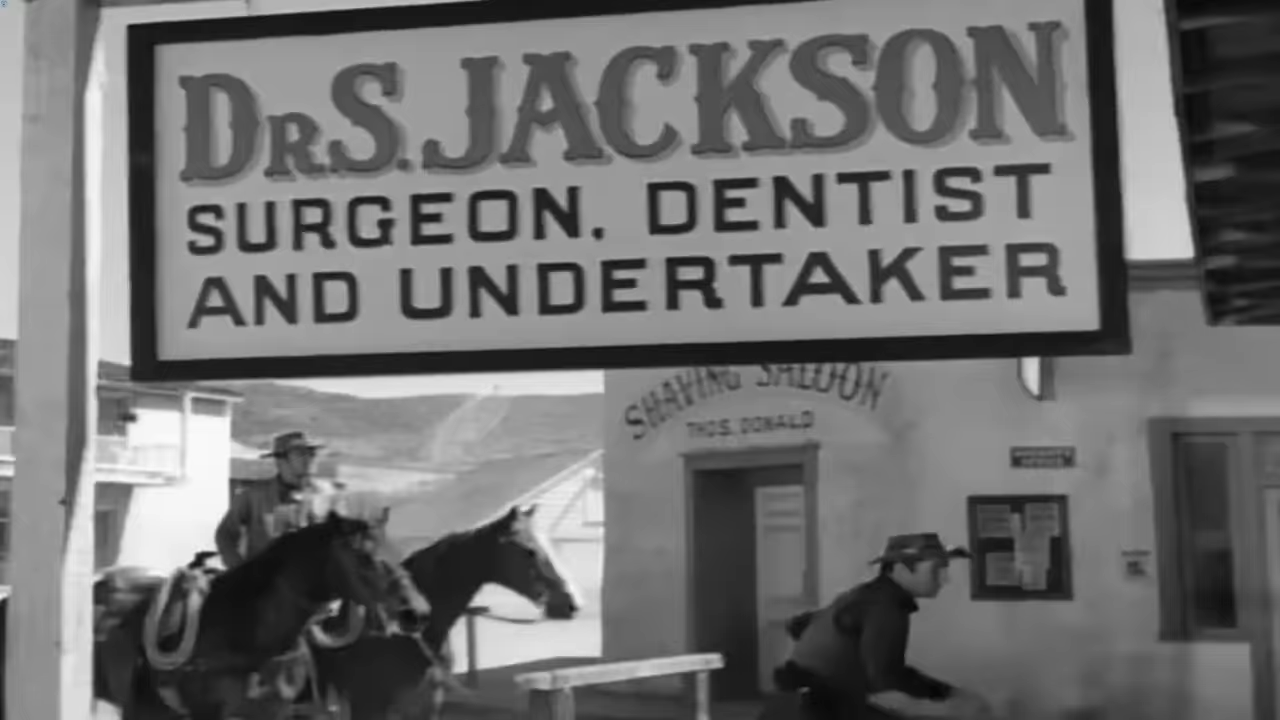 DR S. JACKSON
SURGEON, DENTIST
AND UNDERTAKER
SHAVING SALOON
THOS. DONALD